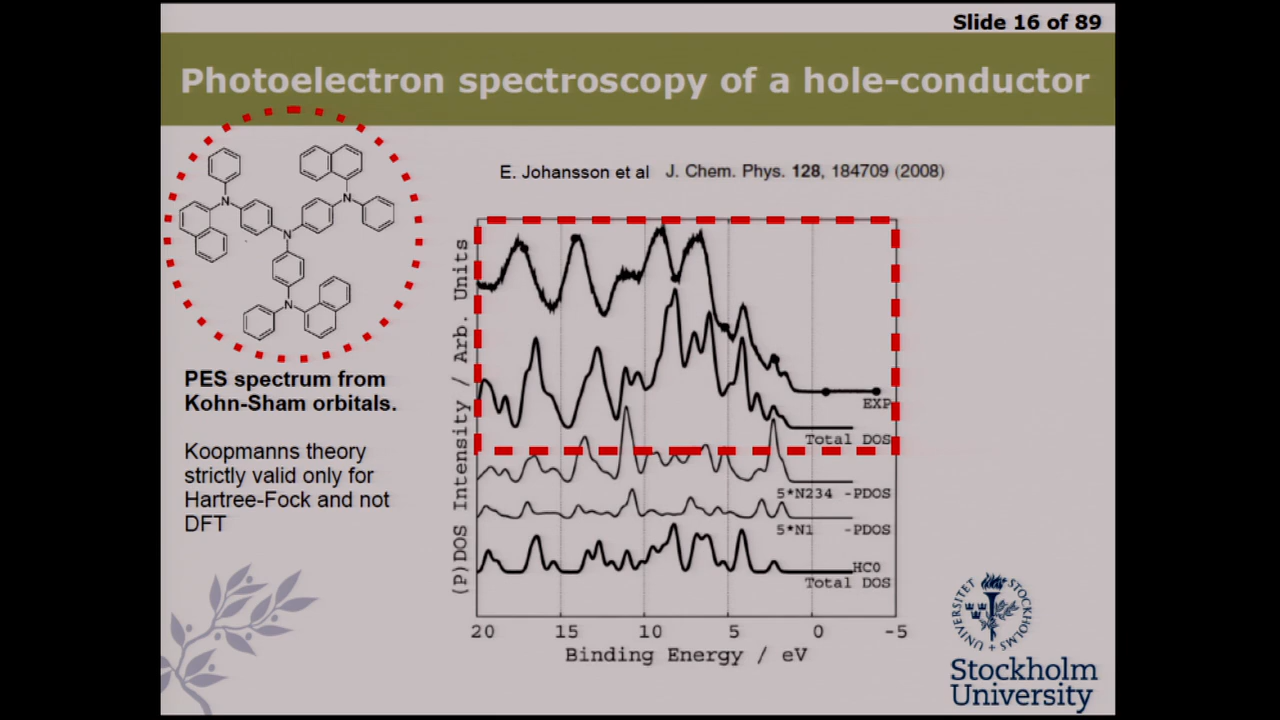 Slide 16 of 89
Photoelectron spectroscopy of a hole-conductor
E. Johansson et al J. Chem. Phys. 128, 184709 (2008)
N
N
N
N
PES spectrum from
Kohn-Sham orbitals.
Koopmanns theory
strictly valid only for
Hartree-Fock and not
DFT
(P)DOS Intensity / Arb. Units
EXP
Total DOS
5*N234 -PDOS
5*N1 -PDOS
HC0
Total DOS
20 15 10 5 0 -5
Binding Energy / eV
STOCKHOLMS UNIVERSITET
Stockholm
University